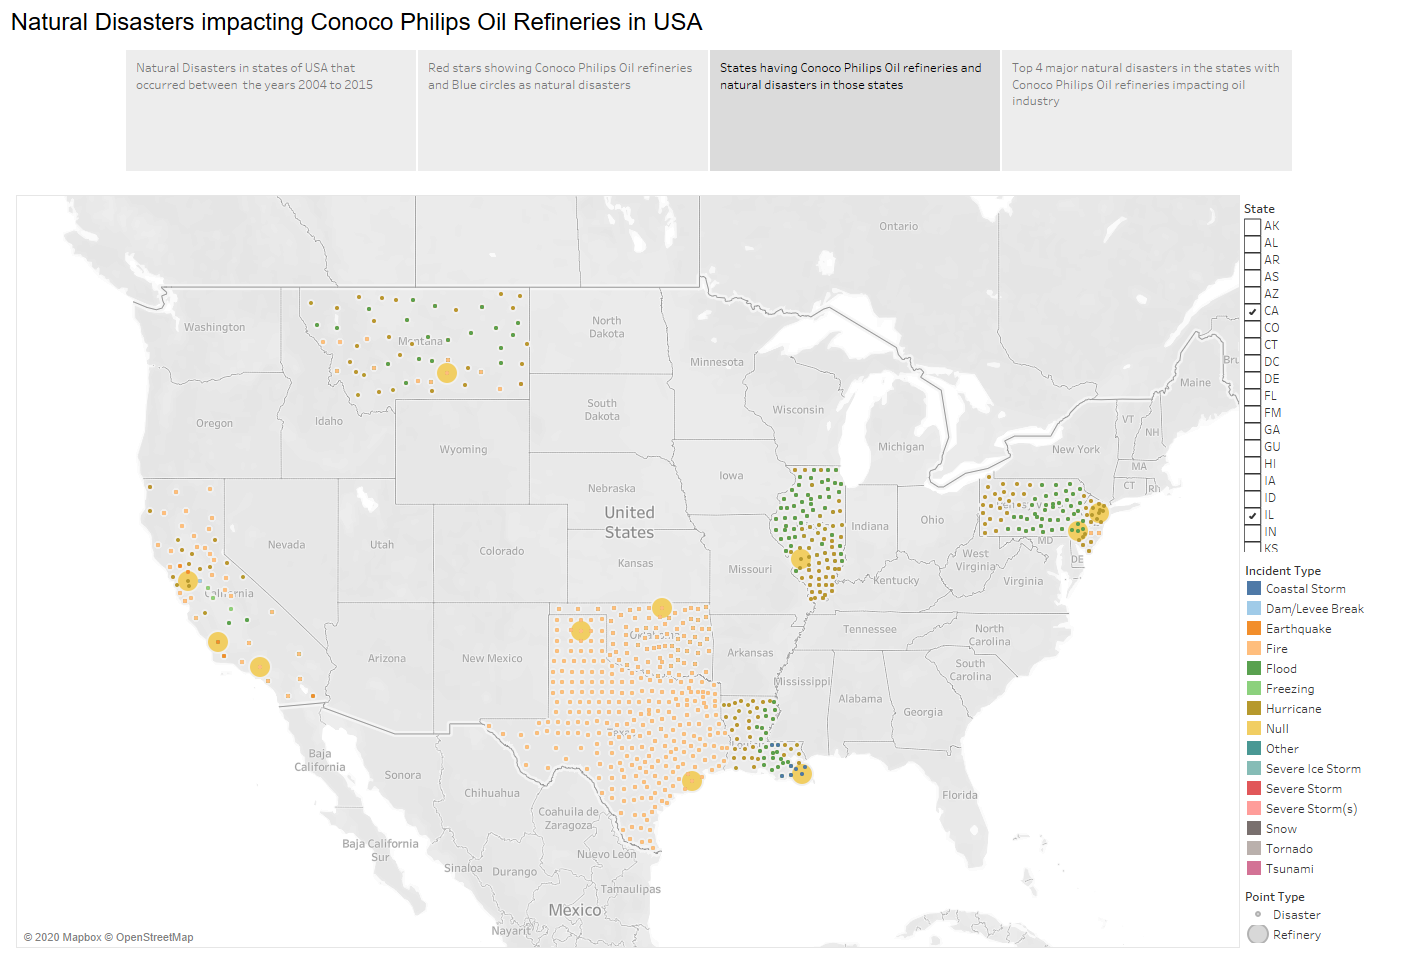 Natural Disasters impacting Conoco Philips Oil Refineries in USA
Natural Disasters in states of USA that
occurred between the years 2004 to 2015
Red stars showing Conoco Philips Oil refineries
and Blue circles as natural disasters
States having Conoco Philips Oil refineries and
natural disasters in those states
Top 4 major natural disasters in the states with
Conoco Philips Oil refineries impacting oil
industry
Ontario
Washington
Montana
North
Dakota
Minnesota
Maine
Oregon
Idaho
South
Dakota
Wisconsin
Michigan
VT
NH
New York
Wyoming
MA
CT
Iowa
Nebraska
United
States
Nevada
Utah
Colorado
Kansas
Missouri
Indiana
Ohio
West
Virginia
MD
DE
Virginia
Kentucky
California
Arizona
New Mexico
Oklahoma
Arkansas
Tennessee
North
Carolina
South
Carolina
Mississippi
Alabama
Georgia
Florida
Baja
California
Sonora
Chihuahua
Coahuila de
Zaragoza
Baja California
Sur
Sinaloa
Durango
Nuevo León
Tamaulipas
Mexico
Nayarit
© 2020 Mapbox © OpenStreetMap
State
AK
AL
AR
AS
AZ
CA
CO
CT
DC
DE
FL
FM
GA
GU
HI
IA
ID
IL
IN
KS
Incident Type
Coastal Storm
Dam/Levee Break
Earthquake
Fire
Flood
Freezing
Hurricane
Null
Other
Severe Ice Storm
Severe Storm
Severe Storm(s)
Snow
Tornado
Tsunami
Point Type
Disaster
Refinery